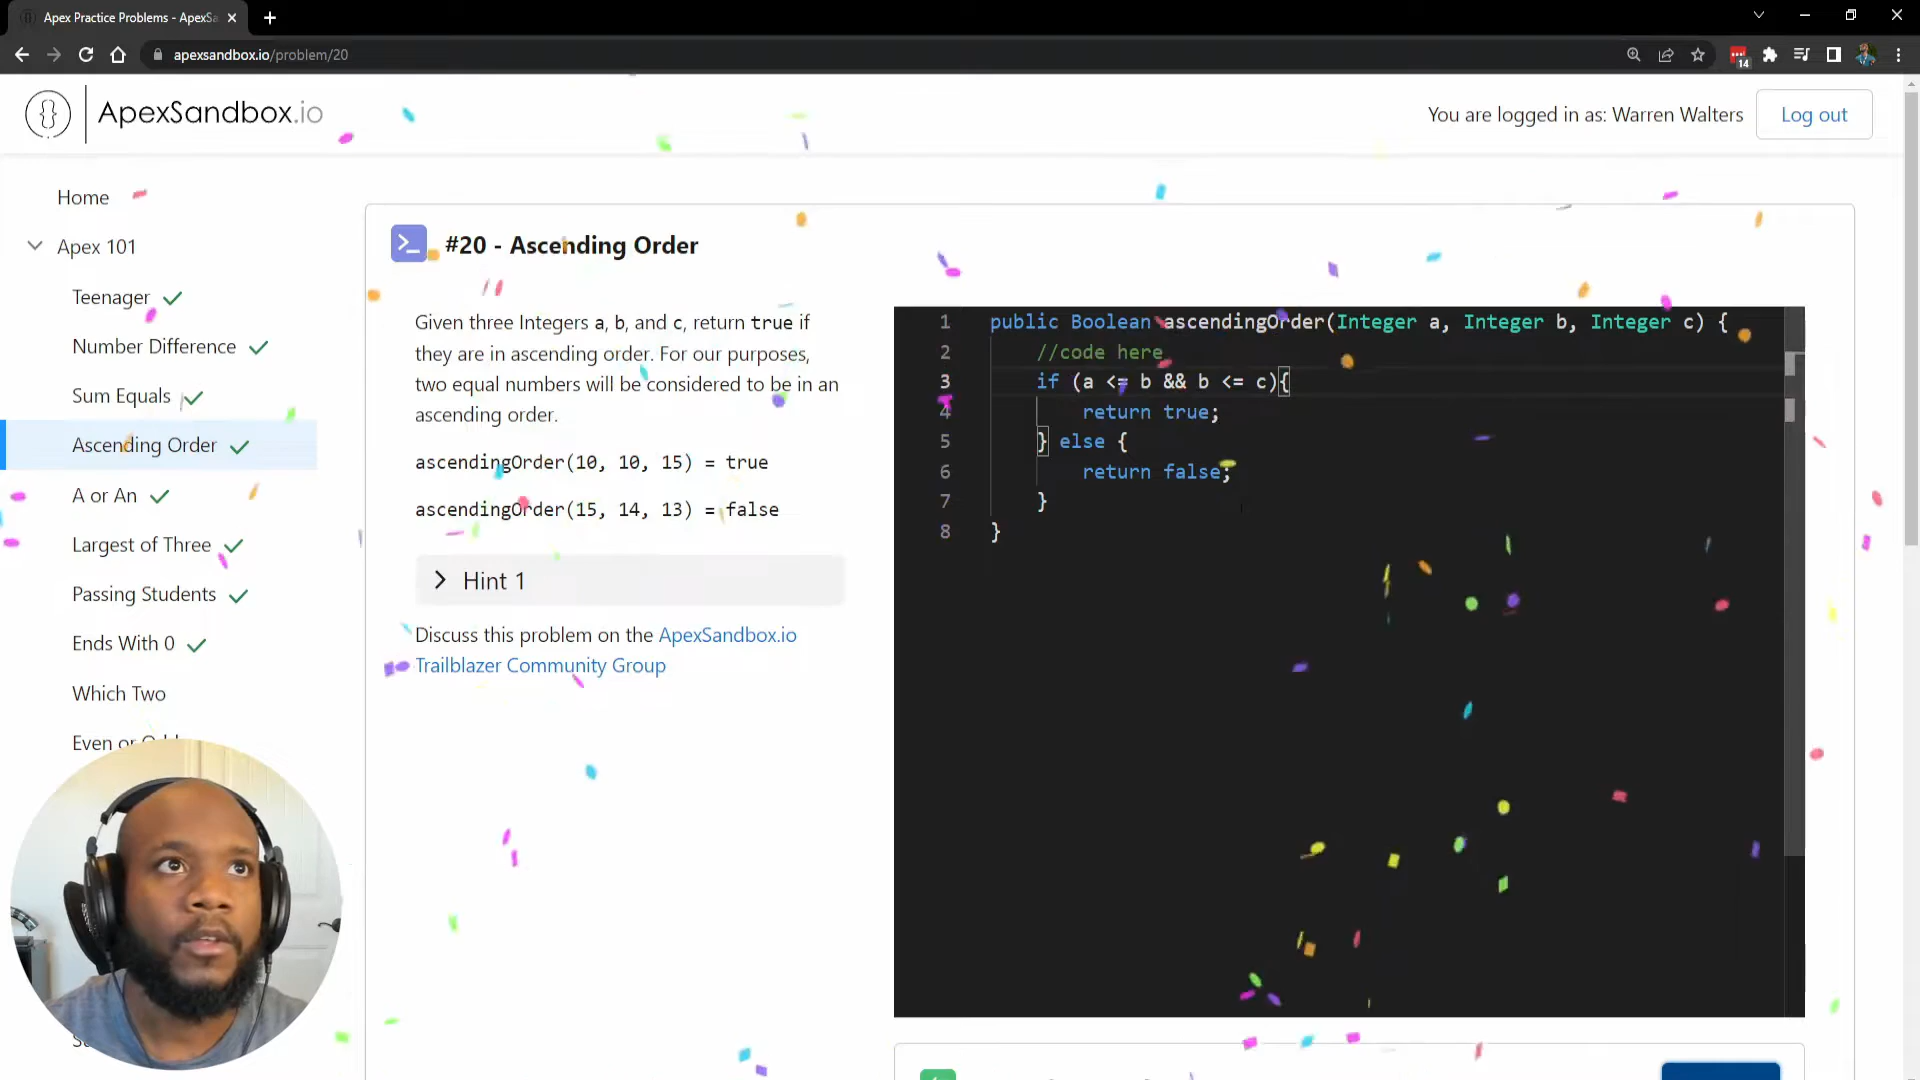 Apex Practice Problems - ApexSa
apexsandbox.io/problem/20
14
ApexSandbox.io
You are logged in as: Warren Walters
Log out
Home
Apex 101
Teenager
Number Difference
Sum Equals
Ascending Order
A or An
Largest of Three
Passing Students
Ends With 0
Which Two
Even or Odd
#20 - Ascending Order
Given three Integers a, b, and c, return true if
they are in ascending order. For our purposes,
two equal numbers will be considered to be in an
ascending order.
ascendingOrder(10, 10, 15) = true
ascendingOrder(15, 14, 13) = false
Hint 1
Discuss this problem on the ApexSandbox.io
Trailblazer Community Group
1 public Boolean ascendingOrder(Integer a, Integer b, Integer c) {
2 //code here
3 if (a <= b && b <= c){
4 return true;
5 } else {
6 return false;
7 }
8 }